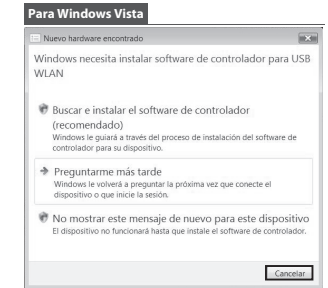 Para Windows Vista
Nuevo hardware encontrado
Windows necesita instalar software de controlador para USB
WLAN
Buscar e instalar el software de controlador
(recomendado)
Windows le guiará a través del proceso de instalación del software de
controlador para su dispositivo.
Preguntarme más tarde
Windows le volverá a preguntar la próxima vez que conecte el
dispositivo o que inicie la sesión.
No mostrar este mensaje de nuevo para este dispositivo
El dispositivo no funcionará hasta que instale el software de controlador.
Cancelar